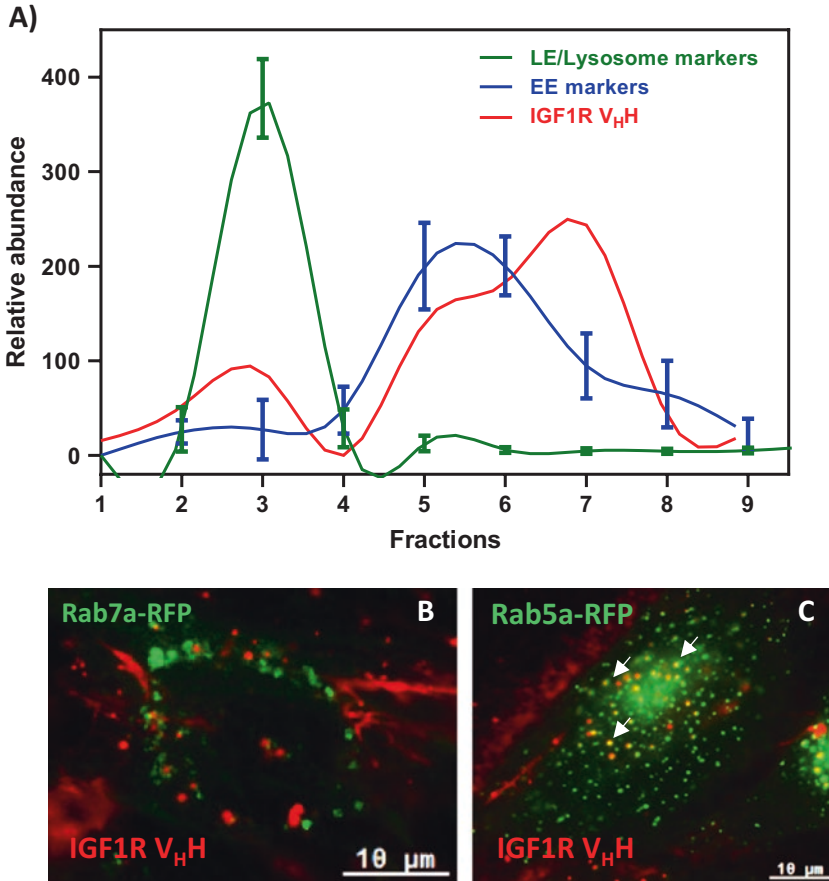 A)
LE/Lysosome markers
EE markers
IGF1R VHH
Relative abundance
400
300
200
100
0
1 2 3 4 5 6 7 8 9
Fractions
Rab7a-RFP B
IGF1R VHH
10 μm
Rab5a-RFP C
IGF1R VHH
10 μm